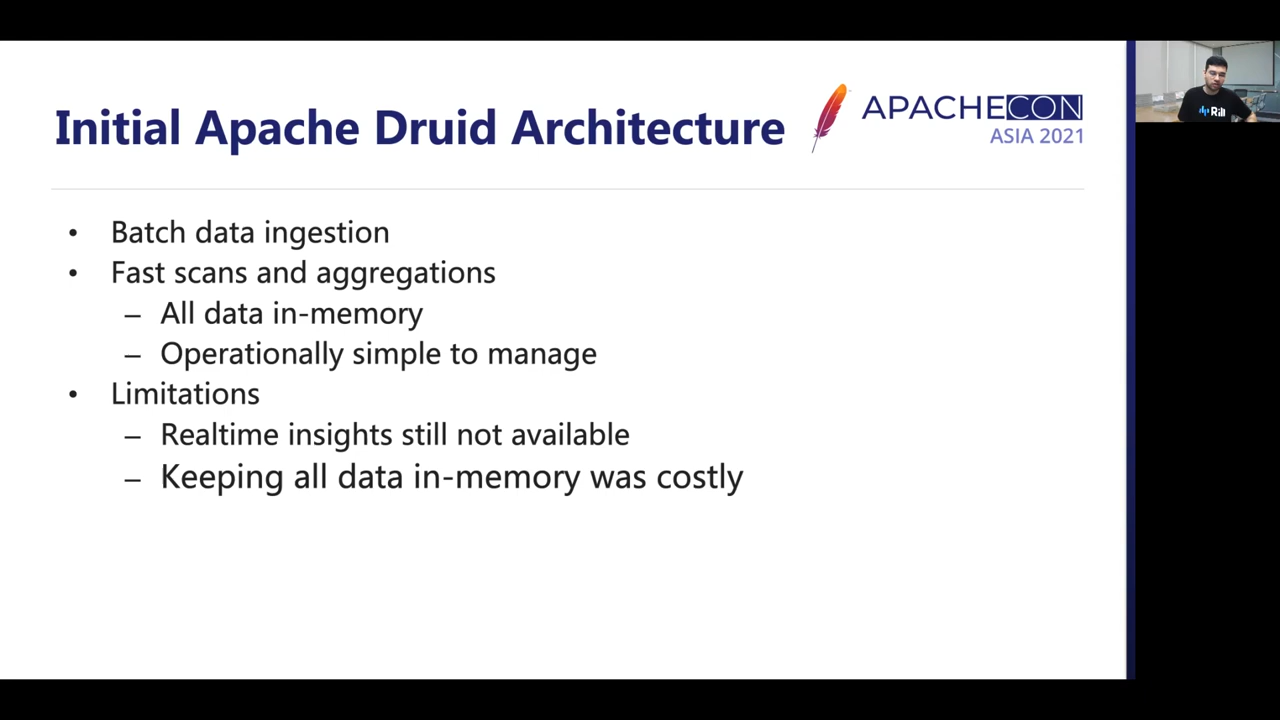 Initial Apache Druid Architecture
APACHECON
ASIA 2021
• Batch data ingestion
• Fast scans and aggregations
– All data in-memory
– Operationally simple to manage
• Limitations
– Realtime insights still not available
– Keeping all data in-memory was costly
Rill